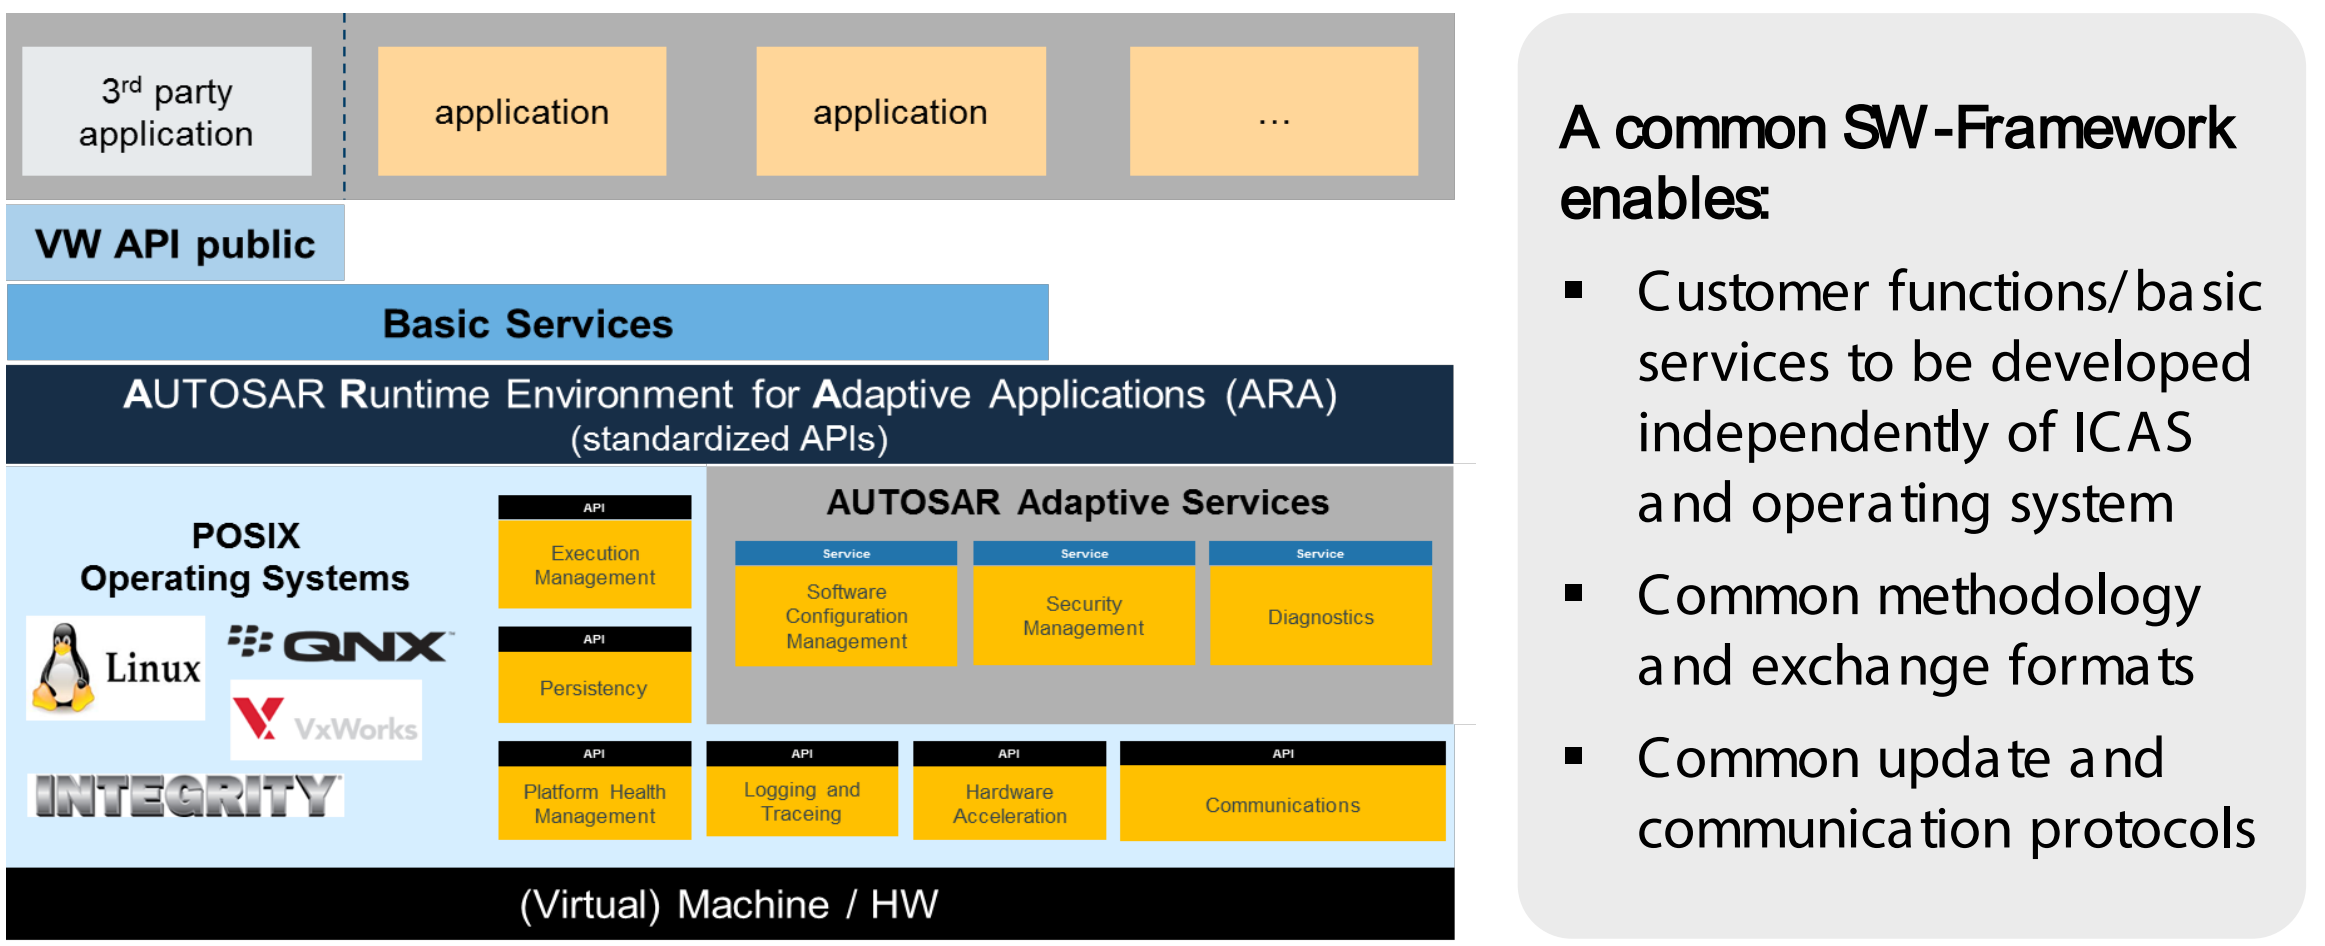 3rd party
application
application
application
...
VW API public
Basic Services
AUTOSAR Runtime Environment for Adaptive Applications (ARA)
(standardized APIs)
POSIX
Operating Systems
Linux
QNX
VxWorks
INTEGRITY
API
Execution
Management
API
Persistency
AUTOSAR Adaptive Services
Service
Software
Configuration
Management
Service
Security
Management
Service
Diagnostics
API
Platform Health
Management
API
Logging and
Traceing
API
Hardware
Acceleration
API
Communications
(Virtual) Machine / HW
A common SW-Framework
enables:
▪ Customer functions/basic
services to be developed
independently of ICAS
and operating system
▪ Common methodology
and exchange formats
▪ Common update and
communication protocols